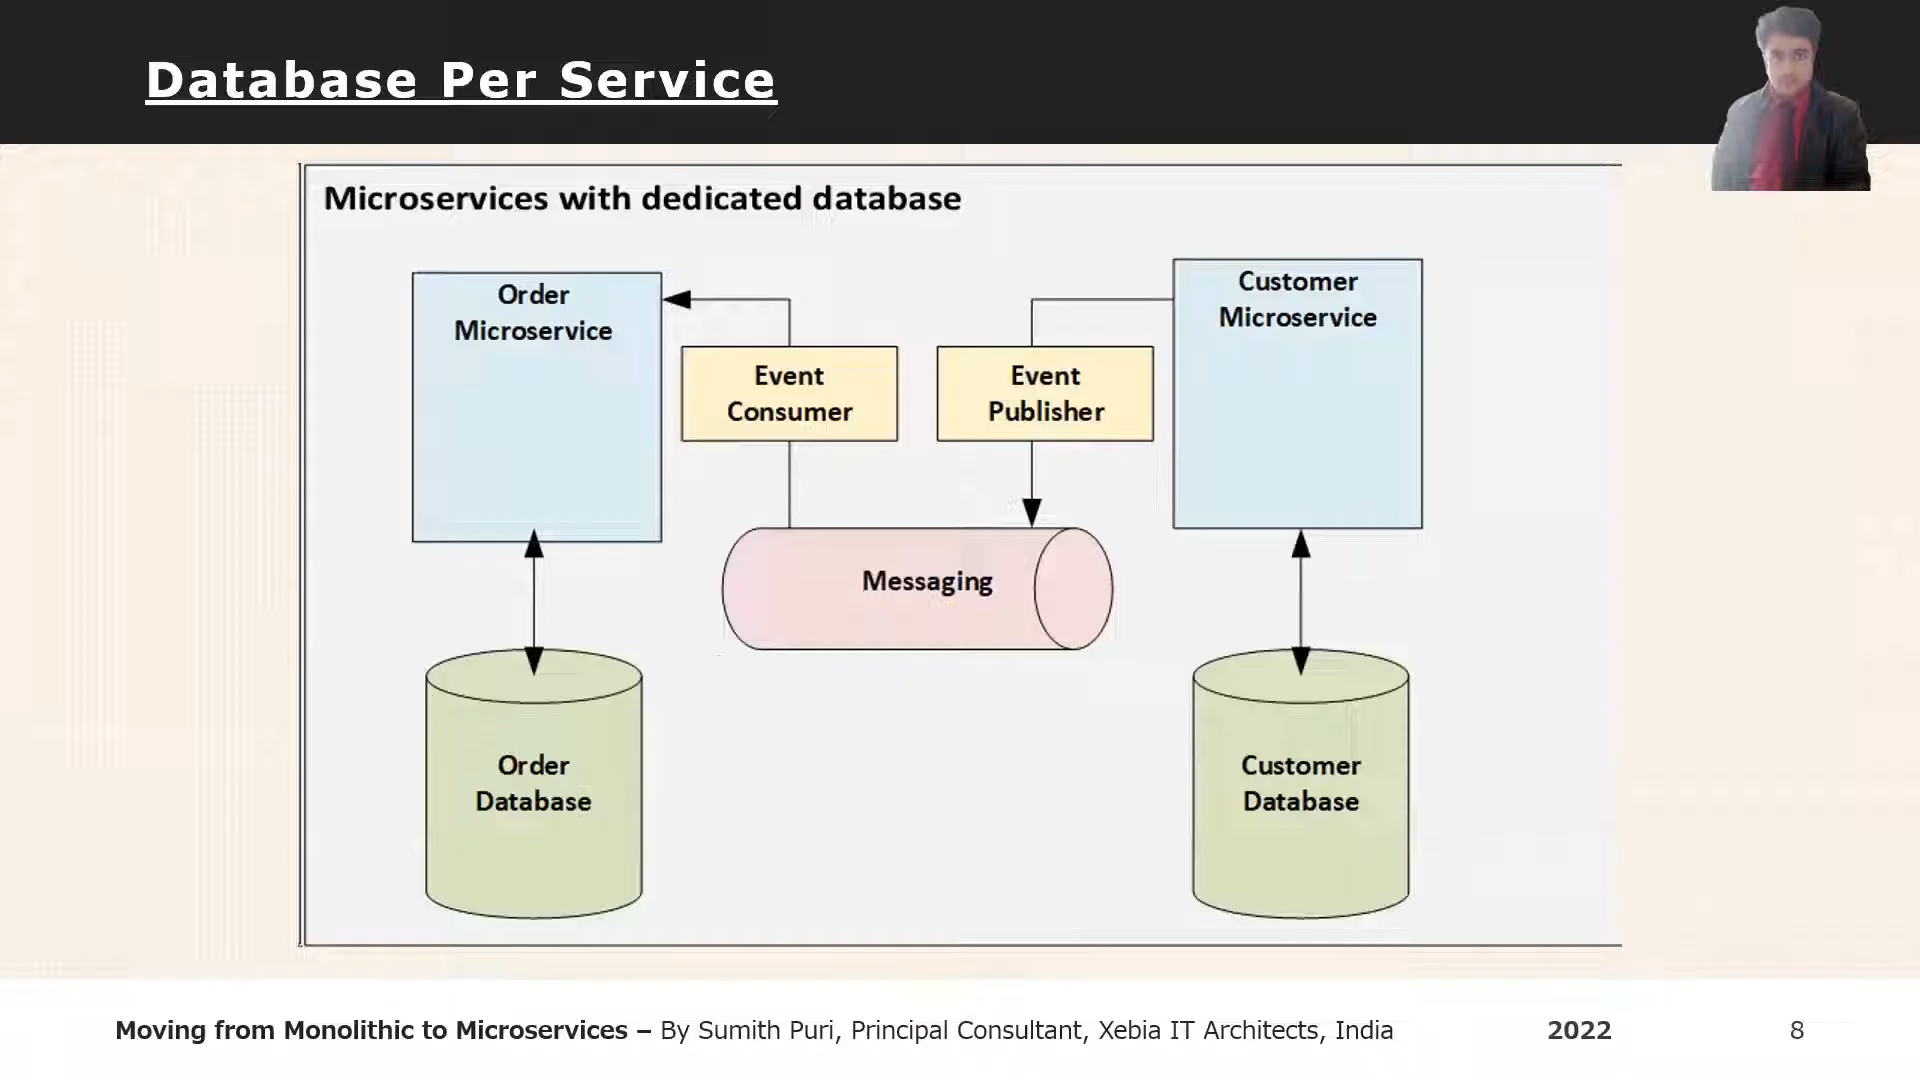 Database Per Service
Microservices with dedicated database
Order
Microservice
Customer
Microservice
Event
Consumer
Event
Publisher
Messaging
Order
Database
Customer
Database
Moving from Monolithic to Microservices – By Sumith Puri, Principal Consultant, Xebia IT Architects, India 2022 8